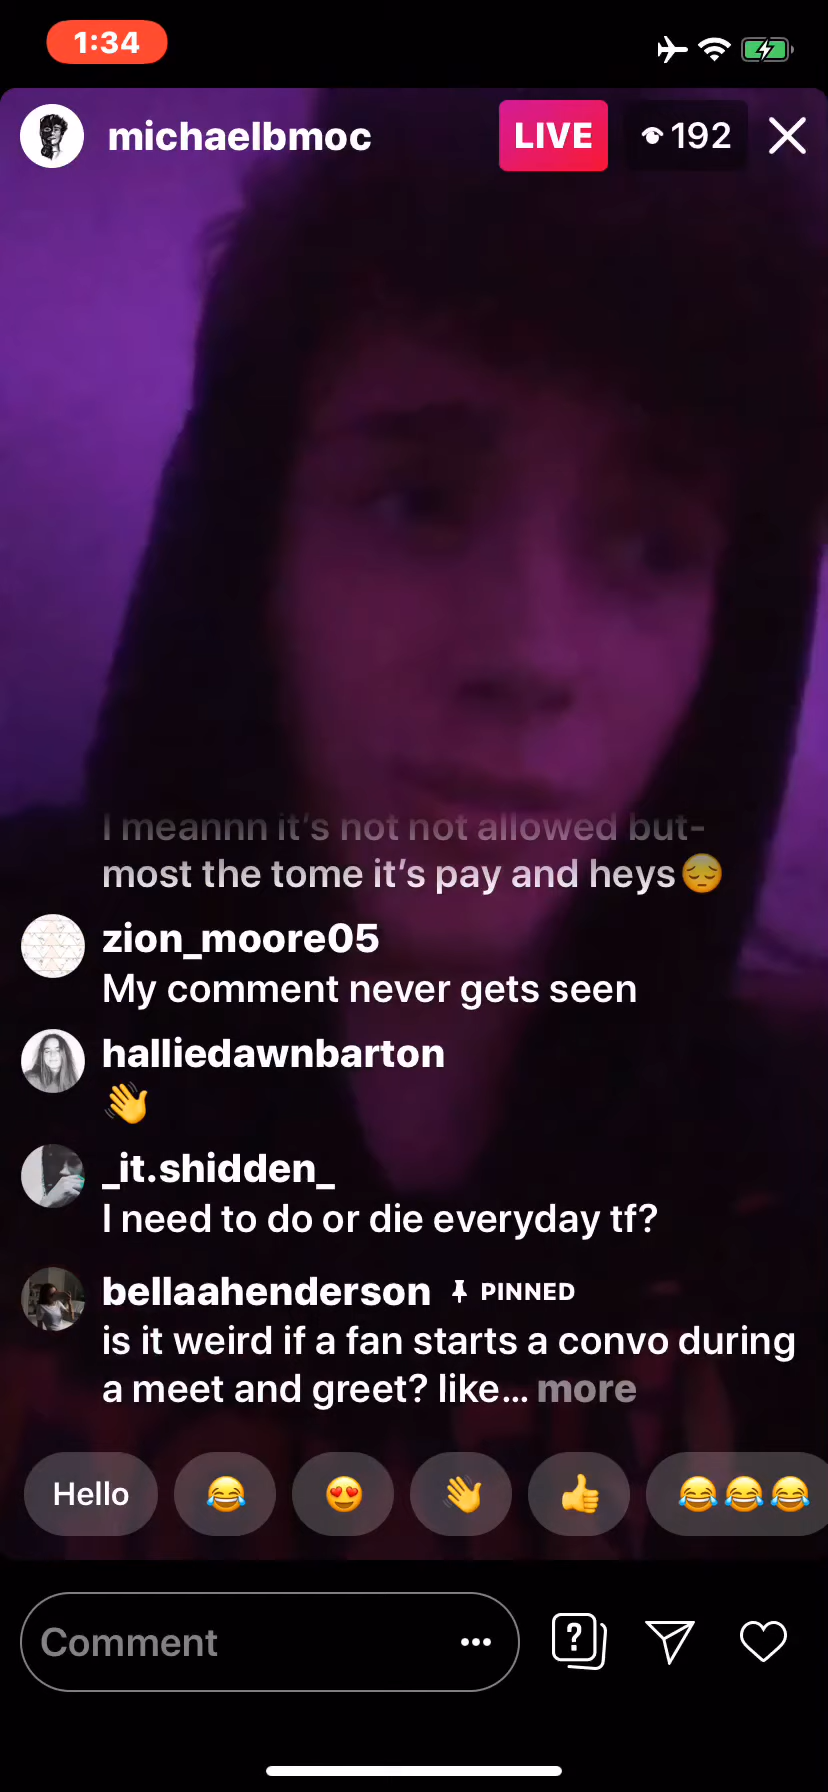 1:34
michaelbmoc
LIVE
192
I meannn it's not not allowed but-
most the tome it's pay and heys😔
zion_moore05
My comment never gets seen
halliedawnbarton
👋
_it.shidden_
I need to do or die everyday tf?
bellaahenderson PINNED
is it weird if a fan starts a convo during
a meet and greet? like... more
Hello 😂 😍 👋 👍 😂😂😂
Comment